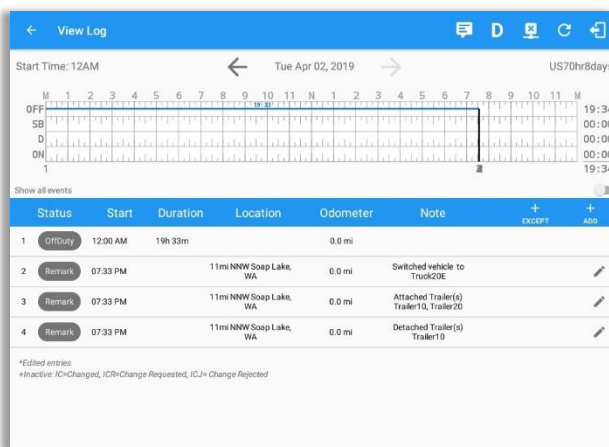 View Log
D
Start Time: 12AM
Tue Apr 02, 2019
US70hr8days
M 1 2 3 4 5 6 7 8 9 10 11 N 1 2 3 4 5 6 7 8 9 10 11 M
OFF 19:33 19:34
SB 00:00
D 00:00
ON 00:00
1 19:34
Show all events
Status Start Duration Location Odometer Note + EXCEPT + ADD
1 OffDuty 12:00 AM 19h 33m 0.0 mi
2 Remark 07:33 PM 11mi NNW Soap Lake, WA 0.0 mi Switched vehicle to Truck20E
3 Remark 07:33 PM 11mi NNW Soap Lake, WA 0.0 mi Attached Trailer(s) Trailer10, Trailer20
4 Remark 07:33 PM 11mi NNW Soap Lake, WA 0.0 mi Detached Trailer(s) Trailer10
*Edited entries
+Inactive: IC=Changed, ICR=Change Requested, ICJ= Change Rejected